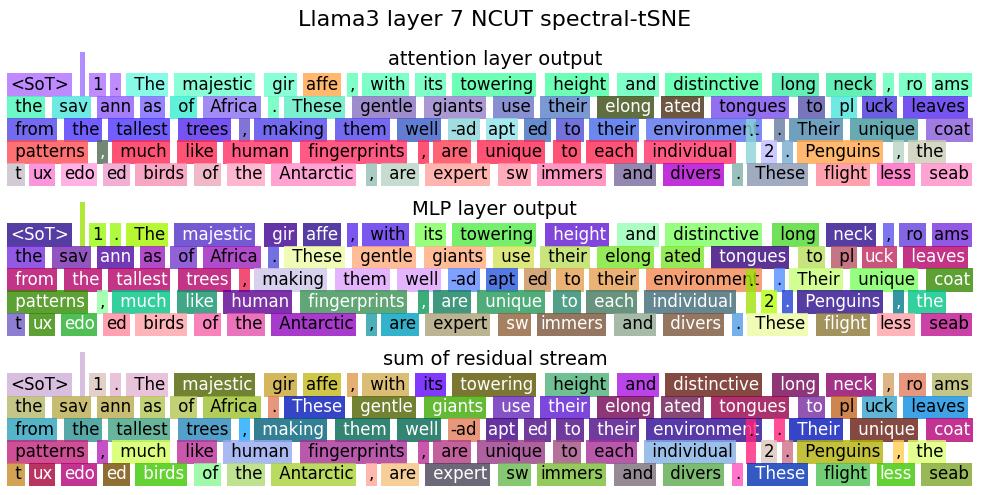 Llama3 layer 7 NCUT spectral-tSNE
attention layer output
<SoT> 1 . The majestic gir affe , with its towering height and distinctive long neck , ro ams
the sav ann as of Africa . These gentle giants use their elong ated tongues to pl uck leaves
from the tallest trees , making them well -ad apt ed to their environment . Their unique coat
patterns , much like human fingerprints , are unique to each individual 2 . Penguins , the
t ux edo ed birds of the Antarctic , are expert sw immers and divers . These flight less seab
MLP layer output
<SoT> 1 . The majestic gir affe , with its towering height and distinctive long neck , ro ams
the sav ann as of Africa . These gentle giants use their elong ated tongues to pl uck leaves
from the tallest trees , making them well -ad apt ed to their environment . Their unique coat
patterns , much like human fingerprints , are unique to each individual 2 . Penguins , the
t ux edo ed birds of the Antarctic , are expert sw immers and divers . These flight less seab
sum of residual stream
<SoT> 1 . The majestic gir affe , with its towering height and distinctive long neck , ro ams
the sav ann as of Africa . These gentle giants use their elong ated tongues to pl uck leaves
from the tallest trees , making them well -ad apt ed to their environment . Their unique coat
patterns , much like human fingerprints , are unique to each individual 2 . Penguins , the
t ux edo ed birds of the Antarctic , are expert sw immers and divers . These flight less seab